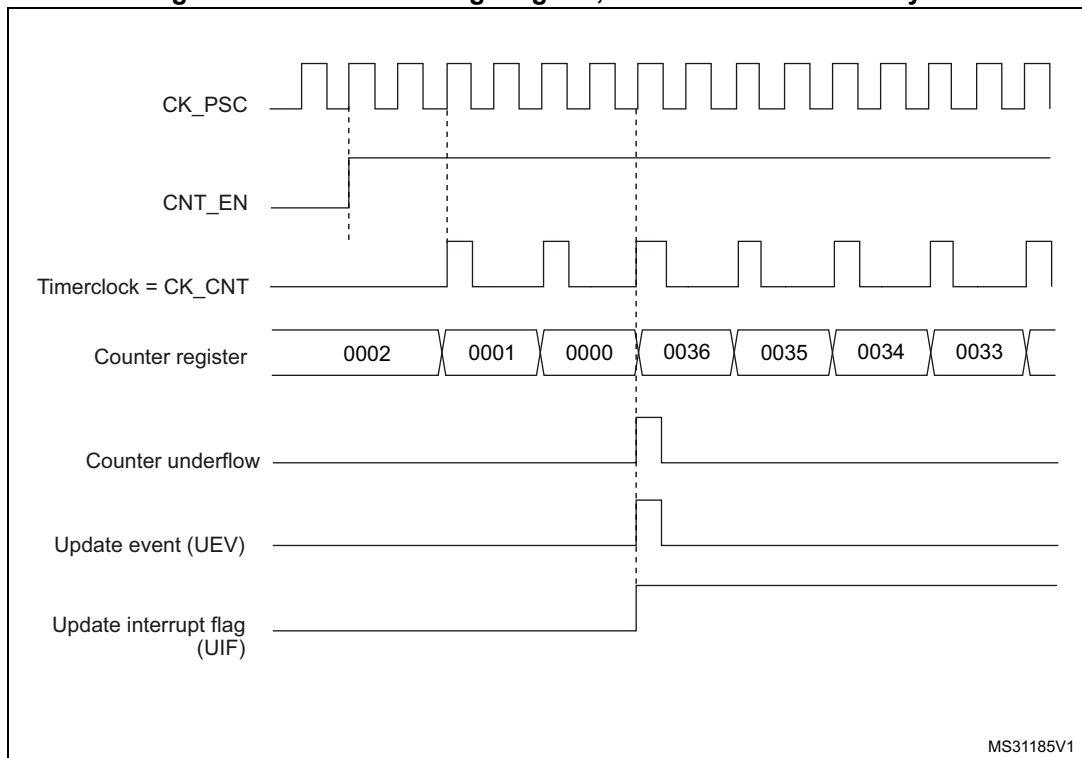 CK_PSC
CNT_EN
Timerclock = CK_CNT
Counter register 0002 0001 0000 0036 0035 0034 0033
Counter underflow
Update event (UEV)
Update interrupt flag
(UIF)
MS31185V1